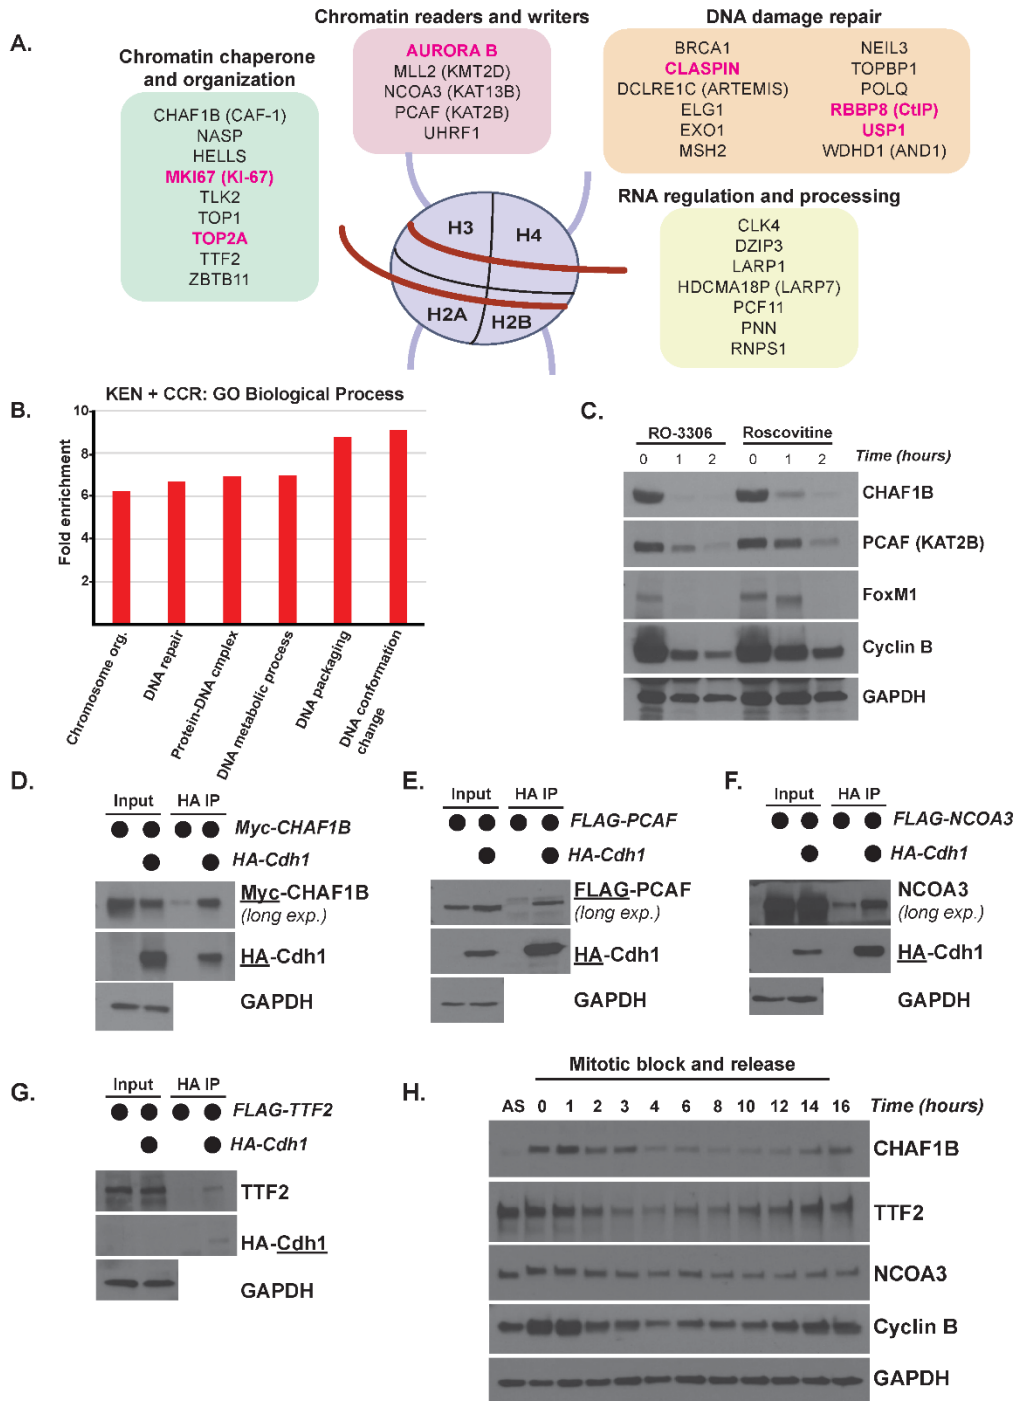 A.
Chromatin chaperone
and organization
CHAF1B (CAF-1)
NASP
HELLS
MKI67 (KI-67)
TLK2
TOP1
TOP2A
TTF2
ZBTB11
Chromatin readers and writers
AURORA B
MLL2 (KMT2D)
NCOA3 (KAT13B)
PCAF (KAT2B)
UHRF1
DNA damage repair
BRCA1
CLASPIN
DCLRE1C (ARTEMIS)
ELG1
EXO1
MSH2
NEIL3
TOPBP1
POLQ
RBBP8 (CtIP)
USP1
WDHD1 (AND1)
H3
H4
H2A
H2B
RNA regulation and processing
CLK4
DZIP3
LARP1
HDCMA18P (LARP7)
PCF11
PNN
RNPS1
B.
KEN + CCR: GO Biological Process
Fold enrichment
10
8
6
4
2
Chromosome org.
DNA repair
Protein-DNA cmplex
DNA metabolic process
DNA packaging
DNA conformation
change
C.
RO-3306 Roscovitine
0 1 2 0 1 2 Time (hours)
CHAF1B
PCAF (KAT2B)
FoxM1
Cyclin B
GAPDH
D.
Input HA IP
Myc-CHAF1B
HA-Cdh1
Myc-CHAF1B
(long exp.)
HA-Cdh1
GAPDH
E.
Input HA IP
FLAG-PCAF
HA-Cdh1
FLAG-PCAF
(long exp.)
HA-Cdh1
GAPDH
F.
Input HA IP
FLAG-NCOA3
HA-Cdh1
NCOA3
(long exp.)
HA-Cdh1
GAPDH
G.
Input HA IP
FLAG-TTF2
HA-Cdh1
TTF2
HA-Cdh1
GAPDH
H.
Mitotic block and release
AS 0 1 2 3 4 6 8 10 12 14 16 Time (hours)
CHAF1B
TTF2
NCOA3
Cyclin B
GAPDH